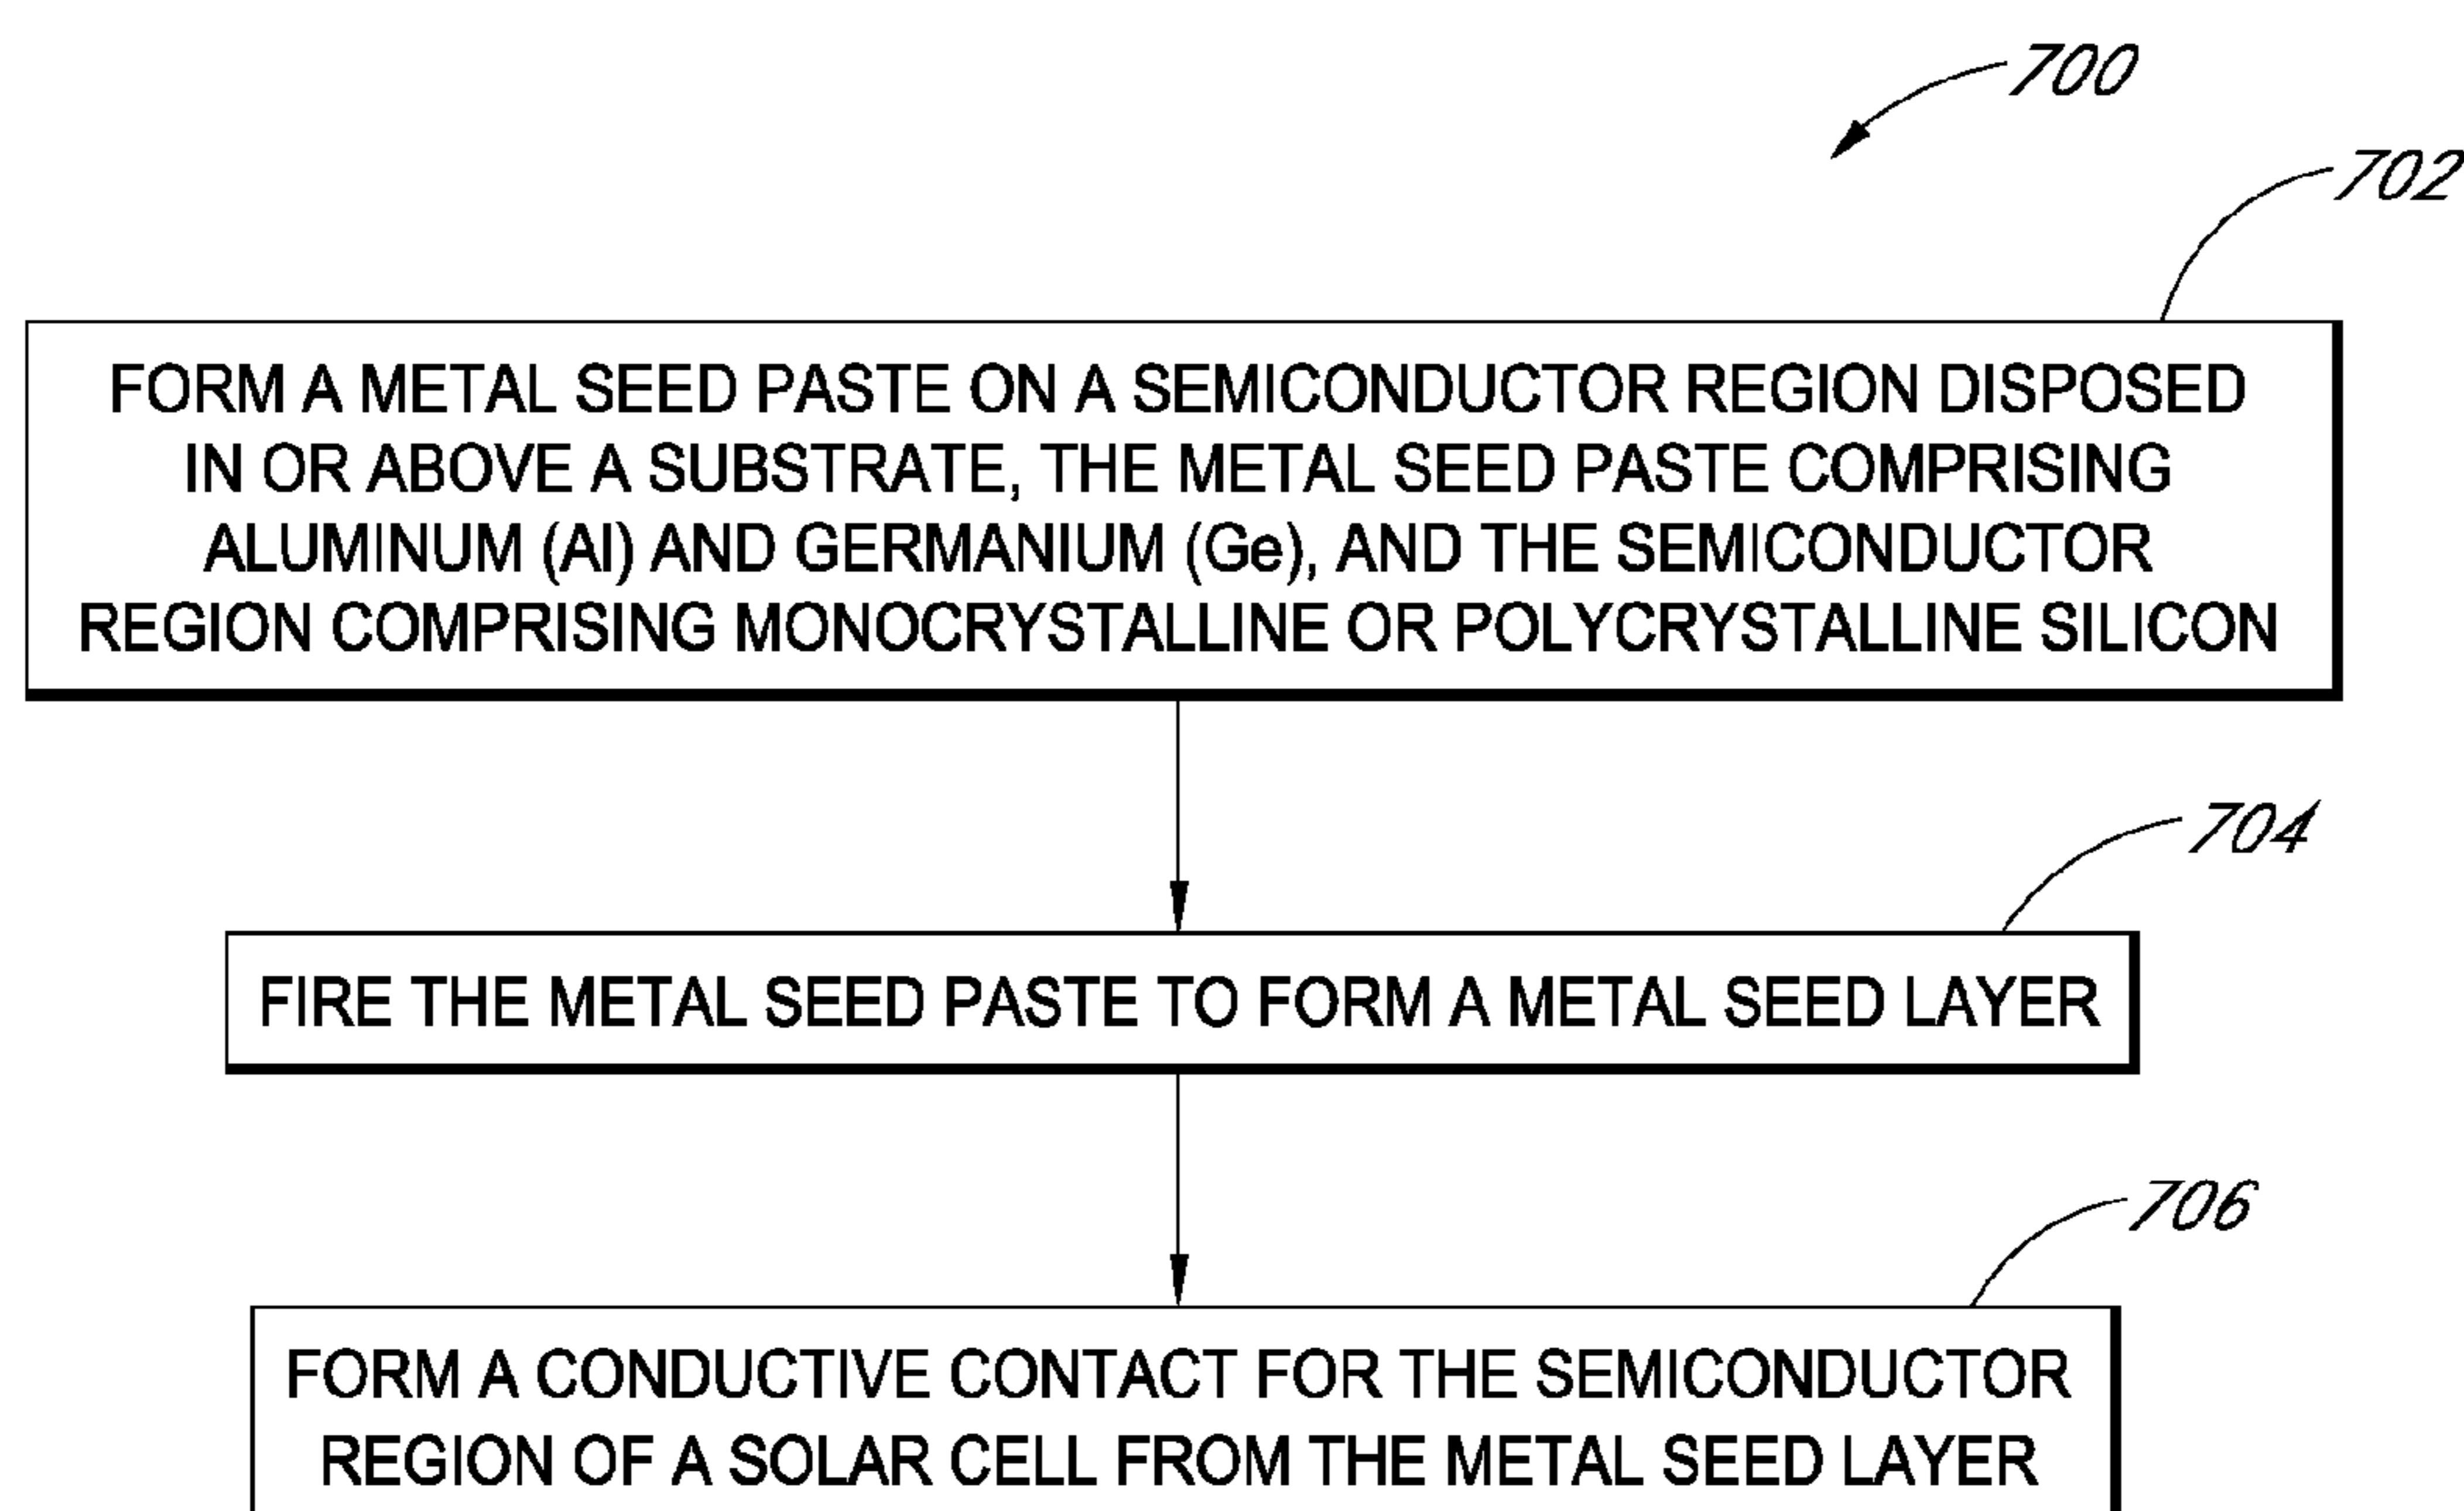 700
702
FORM A METAL SEED PASTE ON A SEMICONDUCTOR REGION DISPOSED
IN OR ABOVE A SUBSTRATE, THE METAL SEED PASTE COMPRISING
ALUMINUM (Al) AND GERMANIUM (Ge), AND THE SEMICONDUCTOR
REGION COMPRISING MONOCRYSTALLINE OR POLYCRYSTALLINE SILICON
704
FIRE THE METAL SEED PASTE TO FORM A METAL SEED LAYER
706
FORM A CONDUCTIVE CONTACT FOR THE SEMICONDUCTOR
REGION OF A SOLAR CELL FROM THE METAL SEED LAYER